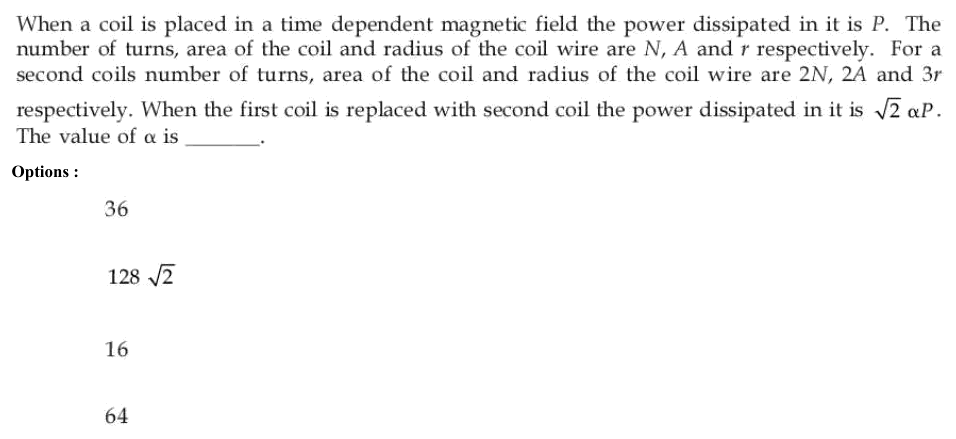 When a coil is placed in a time dependent magnetic field the power dissipated in it is P. The
number of turns, area of the coil and radius of the coil wire are N, A and r respectively. For a
second coils number of turns, area of the coil and radius of the coil wire are 2N, 2A and 3r
respectively. When the first coil is replaced with second coil the power dissipated in it is √2 αP.
The value of α is _______.
Options :
36
128 √2
16
64